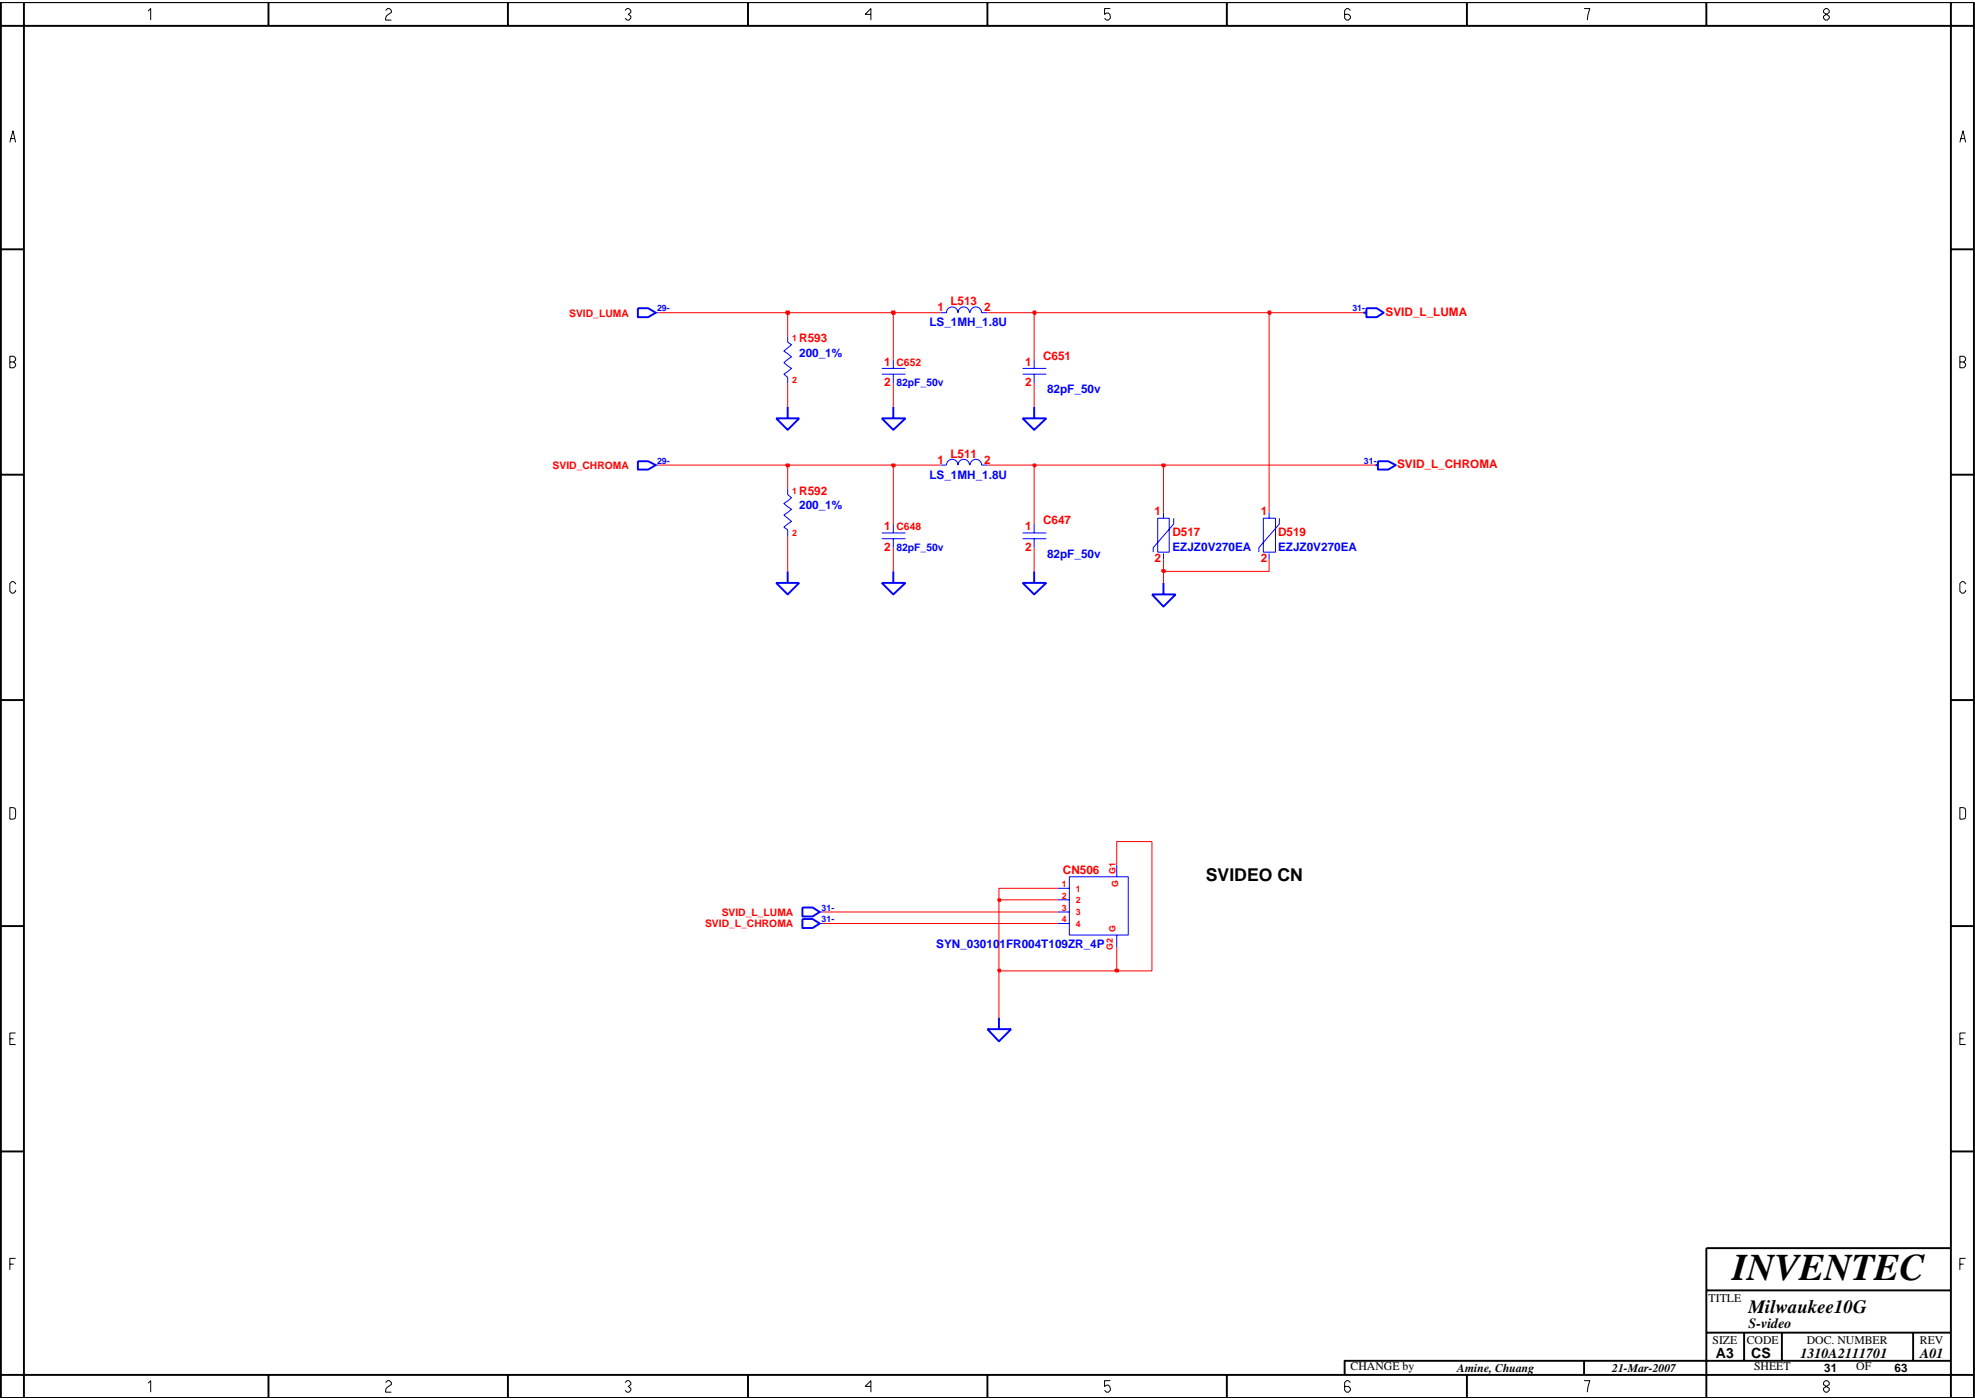 1 2 3 4 5 6 7 8
A A
SVID_LUMA 29- 1 L513 2 31- SVID_L_LUMA
LS_1MH_1.8U
1 R593
200_1%
2
1 C652
2 82pF_50v
1 C651
2 82pF_50v
B B
SVID_CHROMA 29- 1 L511 2 31- SVID_L_CHROMA
LS_1MH_1.8U
1 R592
200_1%
2
1 C648
2 82pF_50v
1 C647
2 82pF_50v
1 D517
EZJZ0V270EA
2
1 D519
EZJZ0V270EA
2
C C
D D
CN506 G1
G
SVIDEO CN
1 1
2 2
SVID_L_LUMA 31- 3 3
SVID_L_CHROMA 31- 4 4
G
SYN_030101FR004T109ZR_4P G2
E E
F F
INVENTEC
TITLE Milwaukee10G
S-video
SIZE CODE DOC. NUMBER REV
A3 CS 1310A2111701 A01
CHANGE by Amine, Chuang 21-Mar-2007 SHEET 31 OF 63
1 2 3 4 5 6 7 8